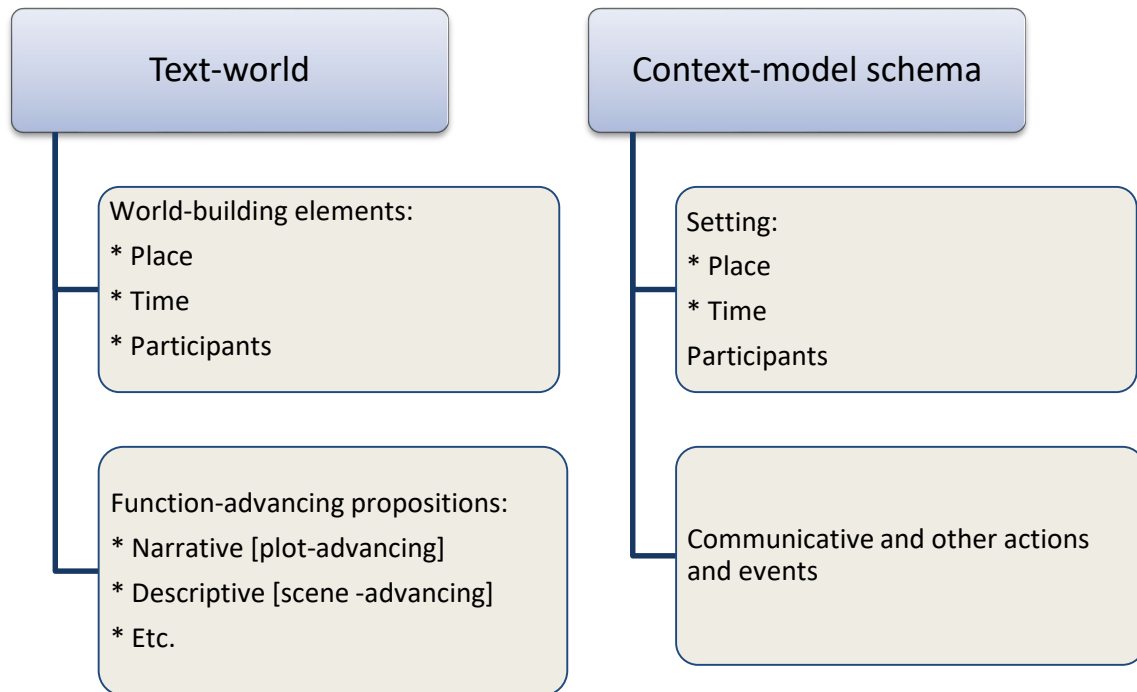 Text-world
World-building elements:
* Place
* Time
* Participants
Function-advancing propositions:
* Narrative [plot-advancing]
* Descriptive [scene -advancing]
* Etc.
Context-model schema
Setting:
* Place
* Time
Participants
Communicative and other actions
and events